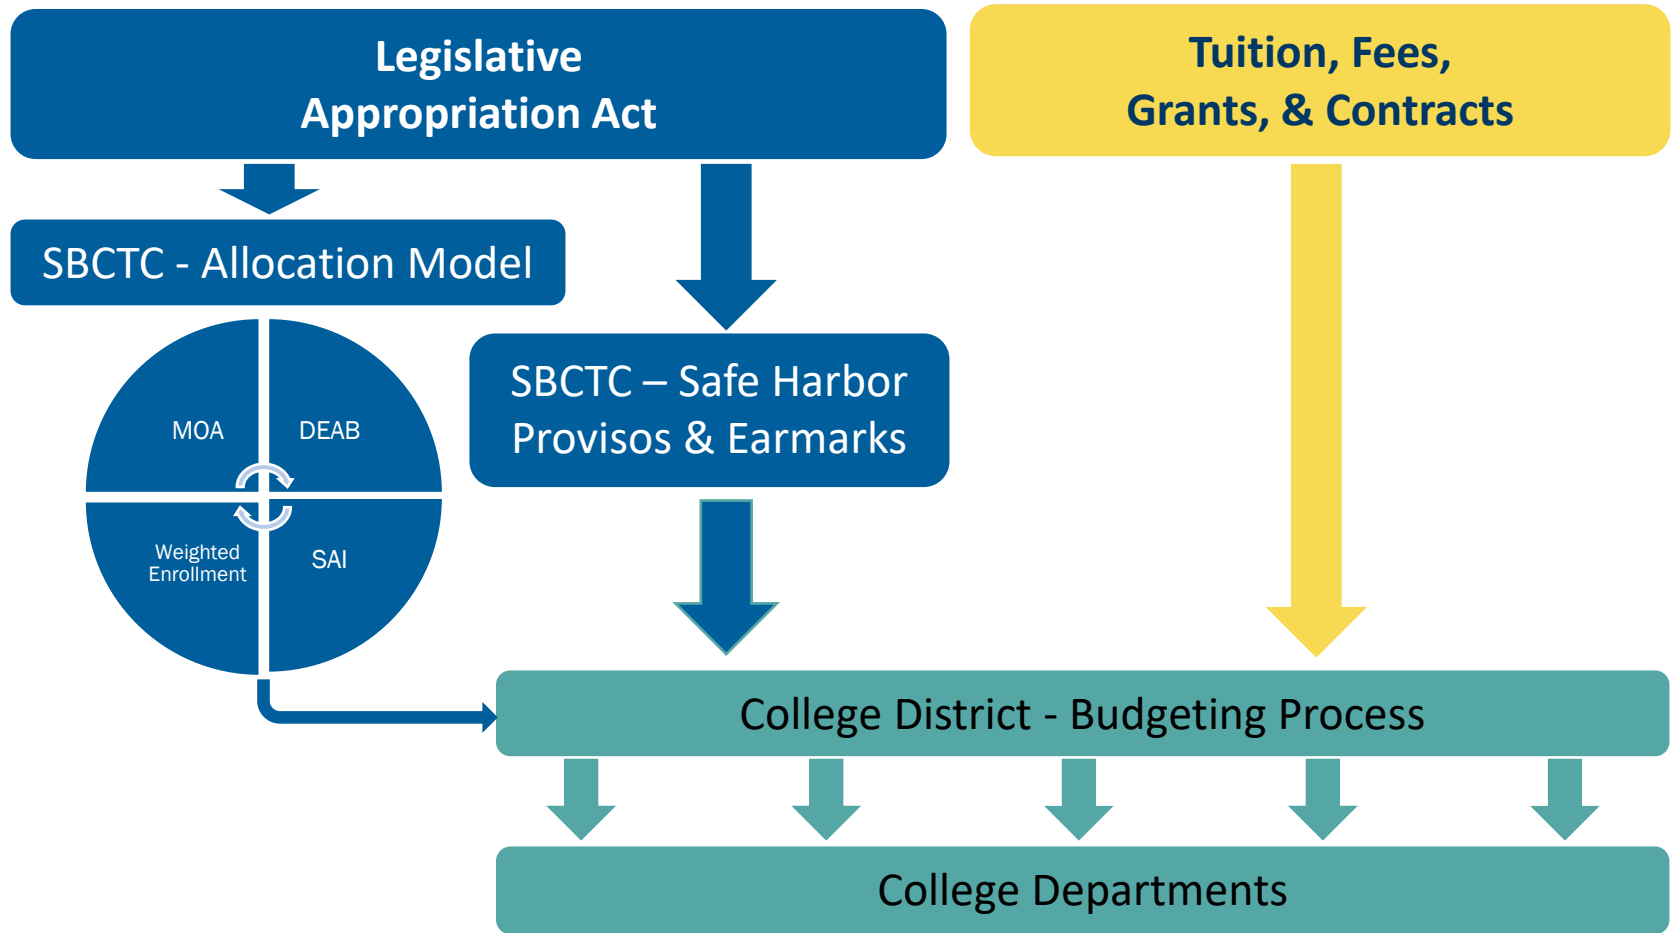 Legislative
Appropriation Act
Tuition, Fees,
Grants, & Contracts
SBCTC - Allocation Model
SBCTC – Safe Harbor
Provisos & Earmarks
MOA
DEAB
Weighted
Enrollment
SAI
College District - Budgeting Process
College Departments